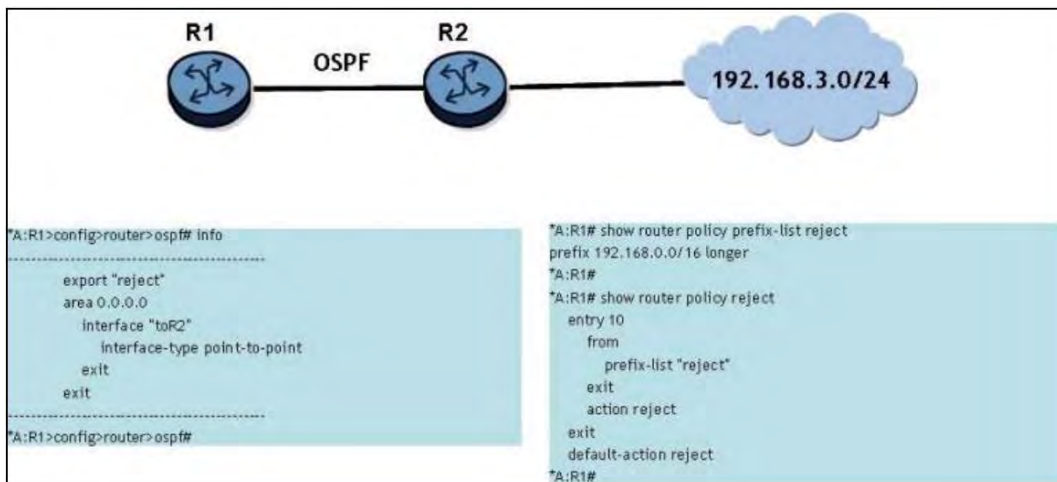 R1
R2
OSPF
192.168.3.0/24
*A:R1>config>router>ospf# info
----------------------------------------------
export "reject"
area 0.0.0.0
interface "toR2"
interface-type point-to-point
exit
exit
----------------------------------------------
*A:R1>config>router>ospf#
*A:R1# show router policy prefix-list reject
prefix 192.168.0.0/16 longer
*A:R1#
*A:R1# show router policy reject
entry 10
from
prefix-list "reject"
exit
action reject
exit
default-action reject
*A:R1#